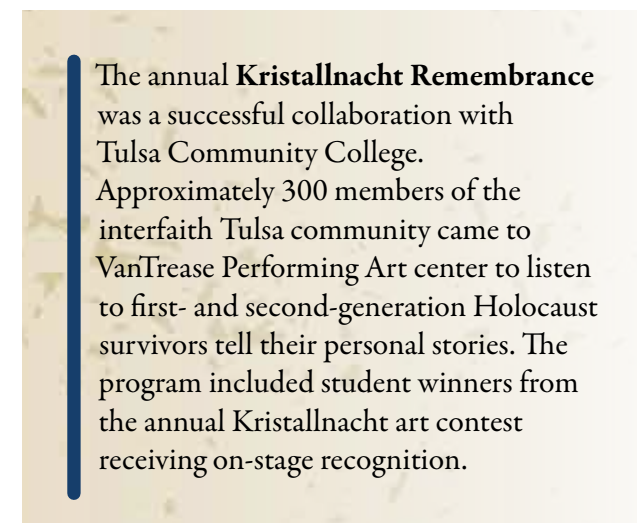 The annual Kristallnacht Remembrance
was a successful collaboration with
Tulsa Community College.
Approximately 300 members of the
interfaith Tulsa community came to
VanTrease Performing Art center to listen
to first- and second-generation Holocaust
survivors tell their personal stories. The
program included student winners from
the annual Kristallnacht art contest
receiving on-stage recognition.